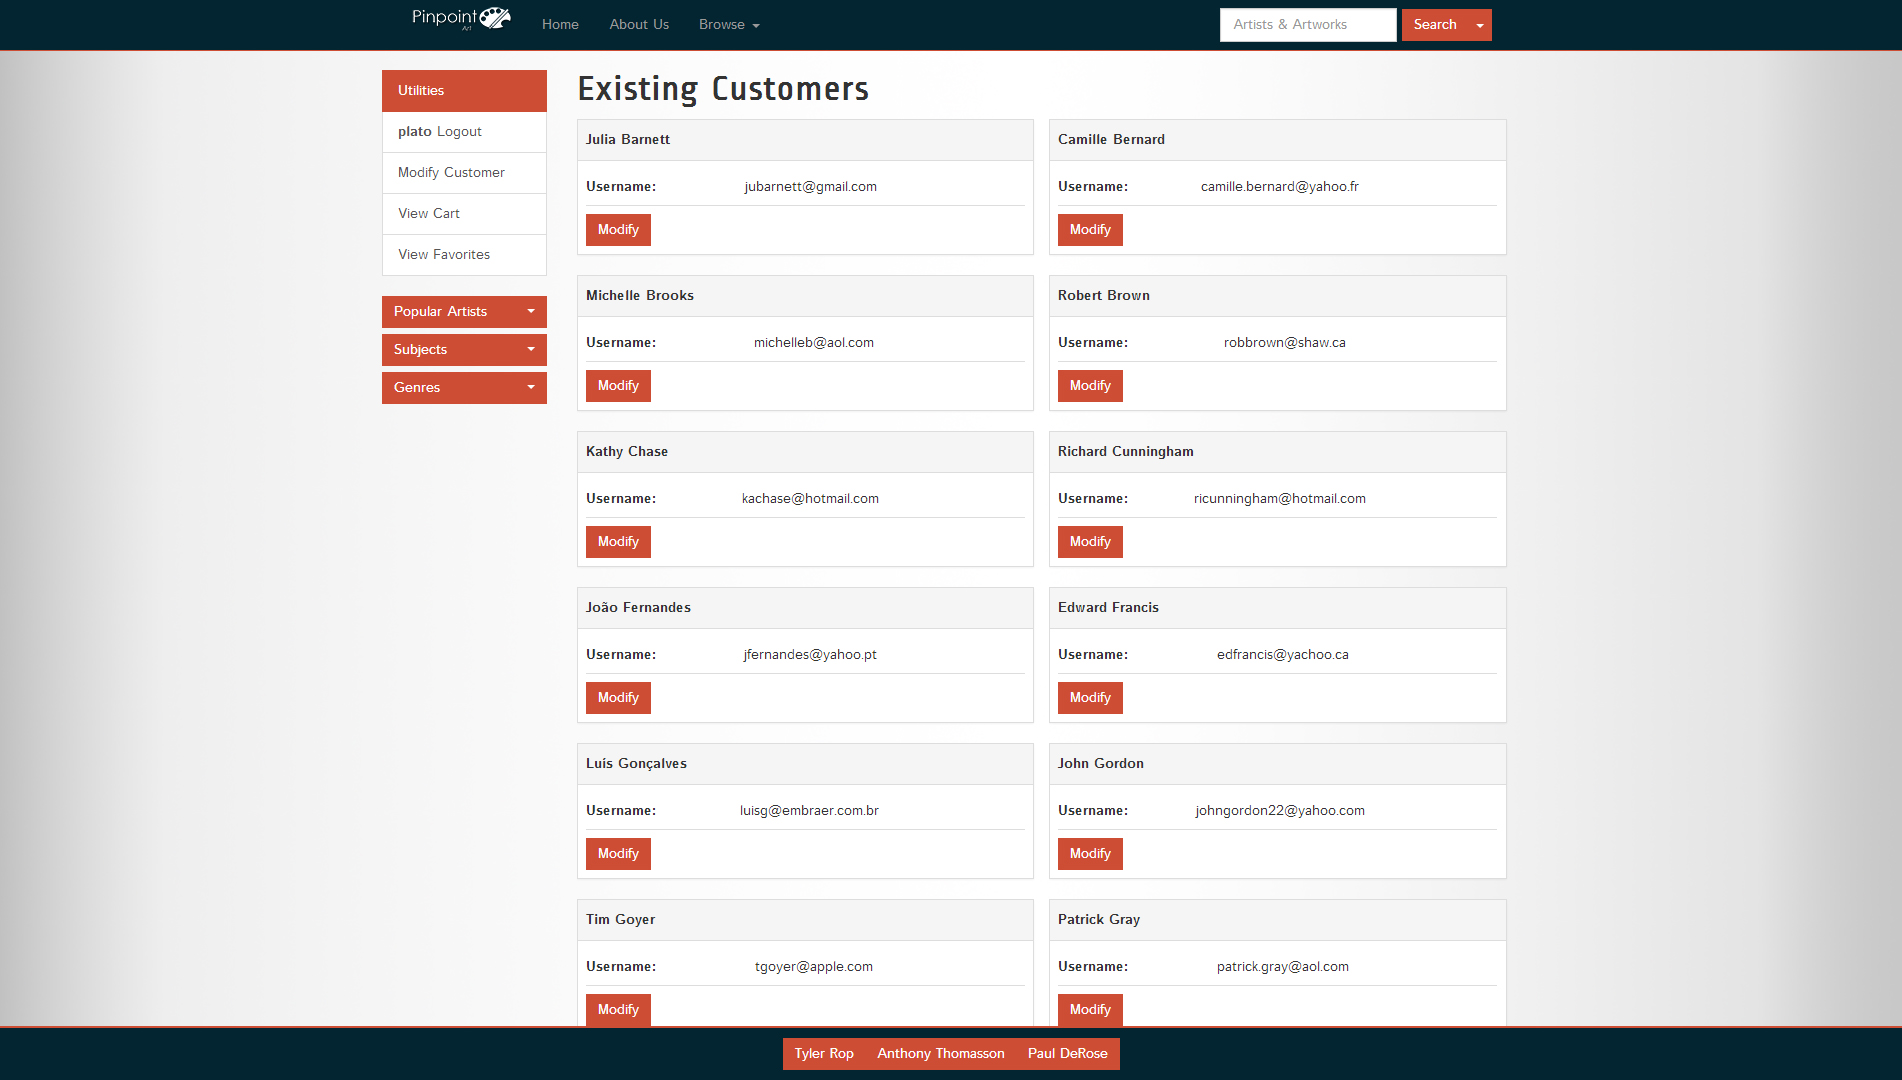 Pinpoint
Art
Home
About Us
Browse
Artists & Artworks
Search
Utilities
plato Logout
Modify Customer
View Cart
View Favorites
Popular Artists
Subjects
Genres
Existing Customers
Julia Barnett
Username: jubarnett@gmail.com
Modify
Camille Bernard
Username: camille.bernard@yahoo.fr
Modify
Michelle Brooks
Username: michelleb@aol.com
Modify
Robert Brown
Username: robbrown@shaw.ca
Modify
Kathy Chase
Username: kachase@hotmail.com
Modify
Richard Cunningham
Username: ricunningham@hotmail.com
Modify
João Fernandes
Username: jfernandes@yahoo.pt
Modify
Edward Francis
Username: edfrancis@yachoo.ca
Modify
Luís Gonçalves
Username: luisg@embraer.com.br
Modify
John Gordon
Username: johngordon22@yahoo.com
Modify
Tim Goyer
Username: tgoyer@apple.com
Modify
Patrick Gray
Username: patrick.gray@aol.com
Modify
Tyler Rop
Anthony Thomasson
Paul DeRose